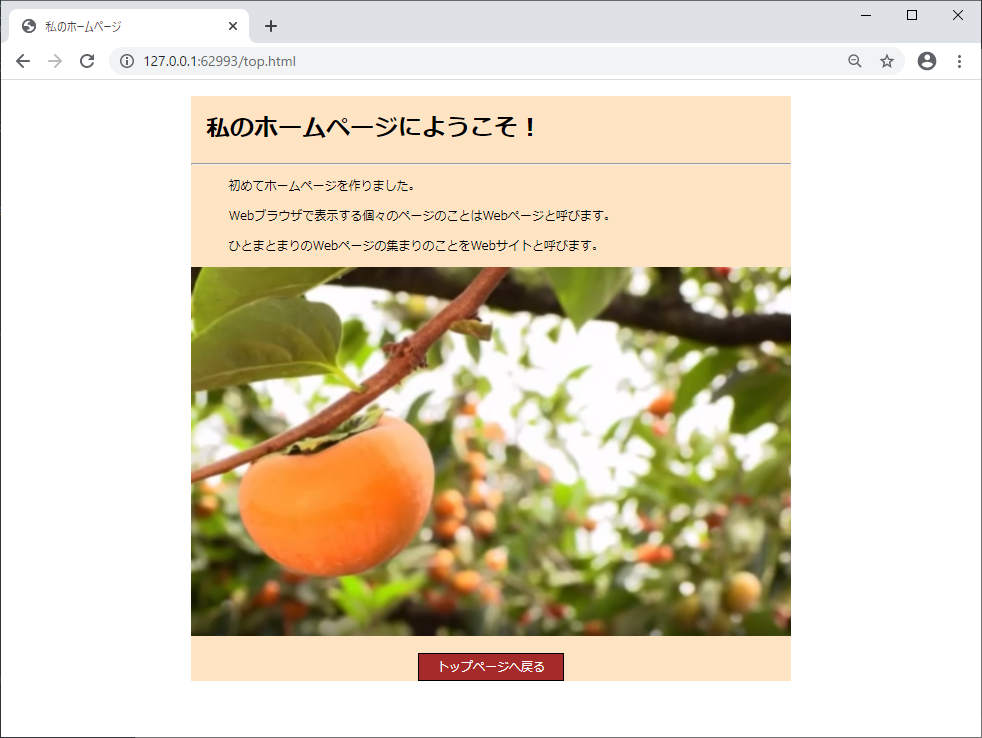 私のホームページ
127.0.0.1:62993/top.html
私のホームページにようこそ！
初めてホームページを作りました。
Webブラウザで表示する個々のページのことはWebページと呼びます。
ひとまとまりのWebページの集まりのことをWebサイトと呼びます。
トップページへ戻る